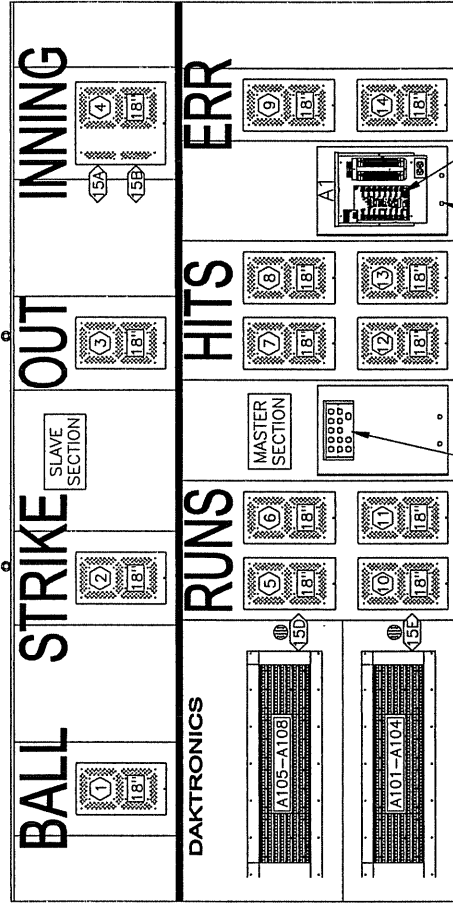 BALL STRIKE OUT INNING
SLAVE
SECTION
1 2 3 4
18" 18" 18" 18"
15A
15B
DAKTRONICS
RUNS HITS ERR
MASTER
SECTION
A1
5 6 7 8 9
18" 18" 18" 18" 18"
A105-A108
15D
10 11 12 13 14
18" 18" 18" 18" 18"
A101-A104
15E